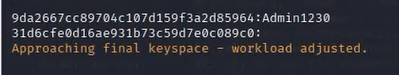 9da2667cc89704c107d159f3a2d85964:Admin1230
31d6cfe0d16ae931b73c59d7e0c089c0:
Approaching final keyspace - workload adjusted.